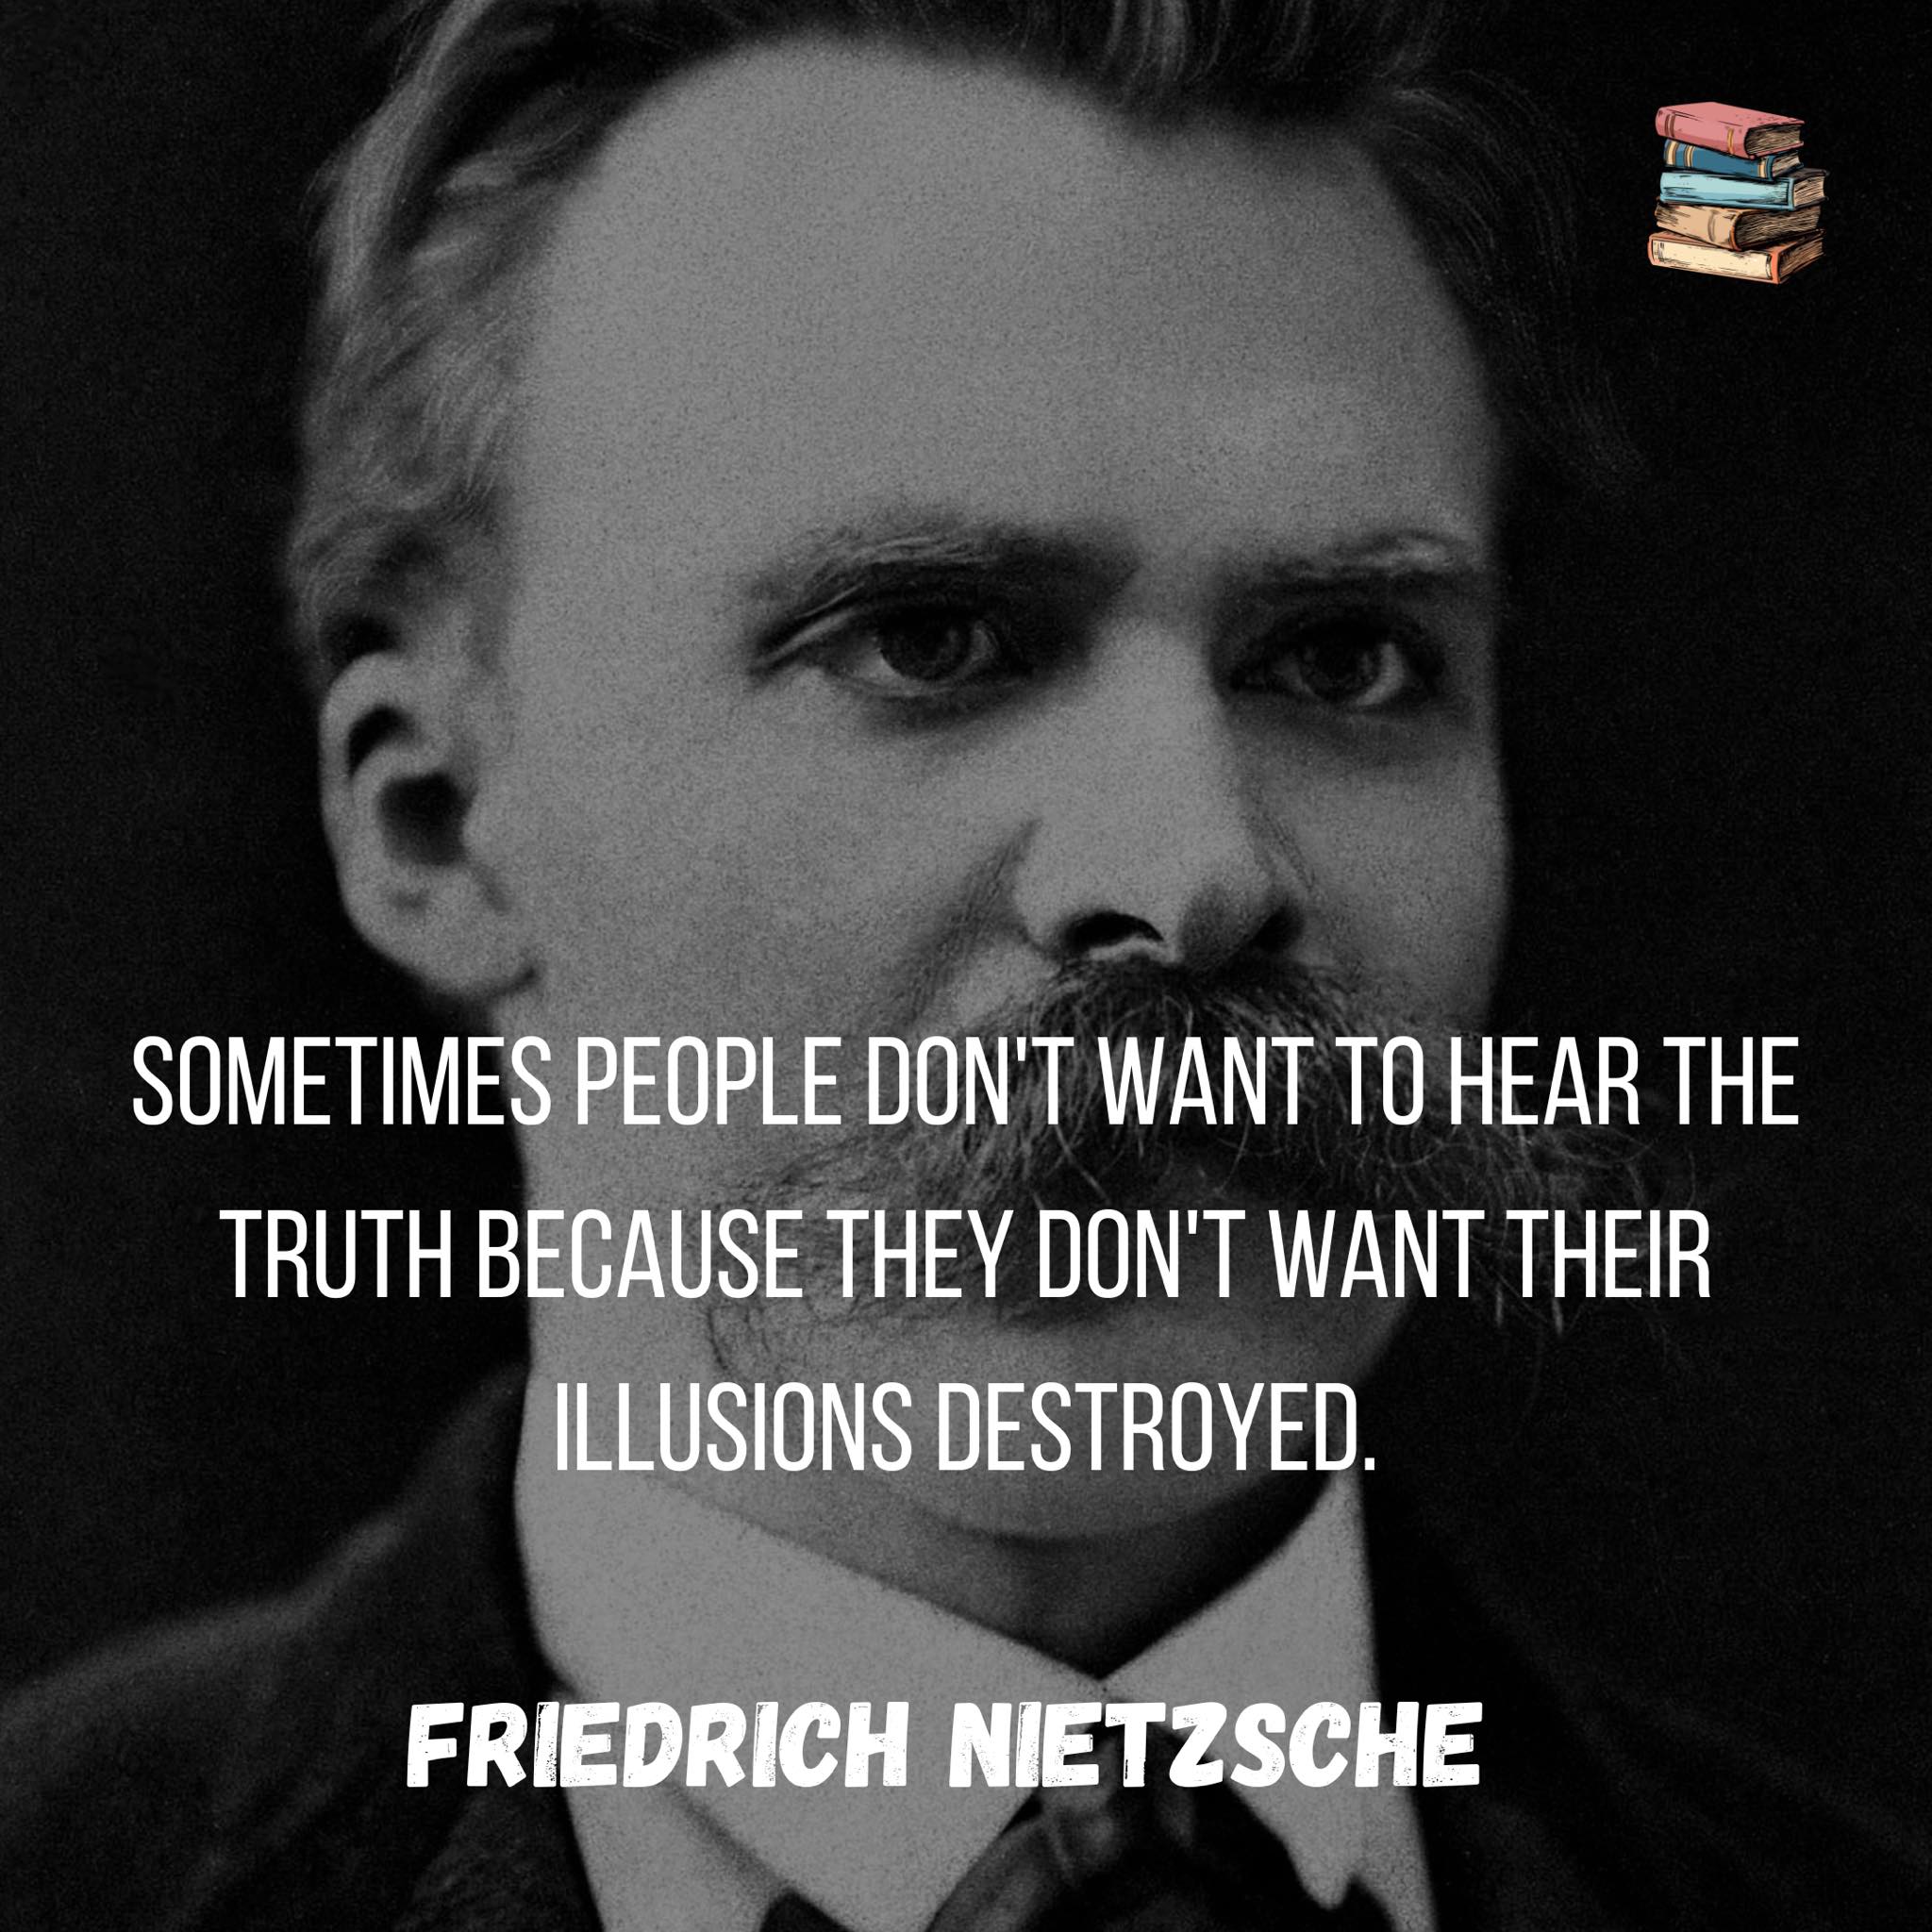 SOMETIMES PEOPLE DON'T WANT TO HEAR THE
TRUTH BECAUSE THEY DON'T WANT THEIR
ILLUSIONS DESTROYED.
FRIEDRICH NIETZSCHE